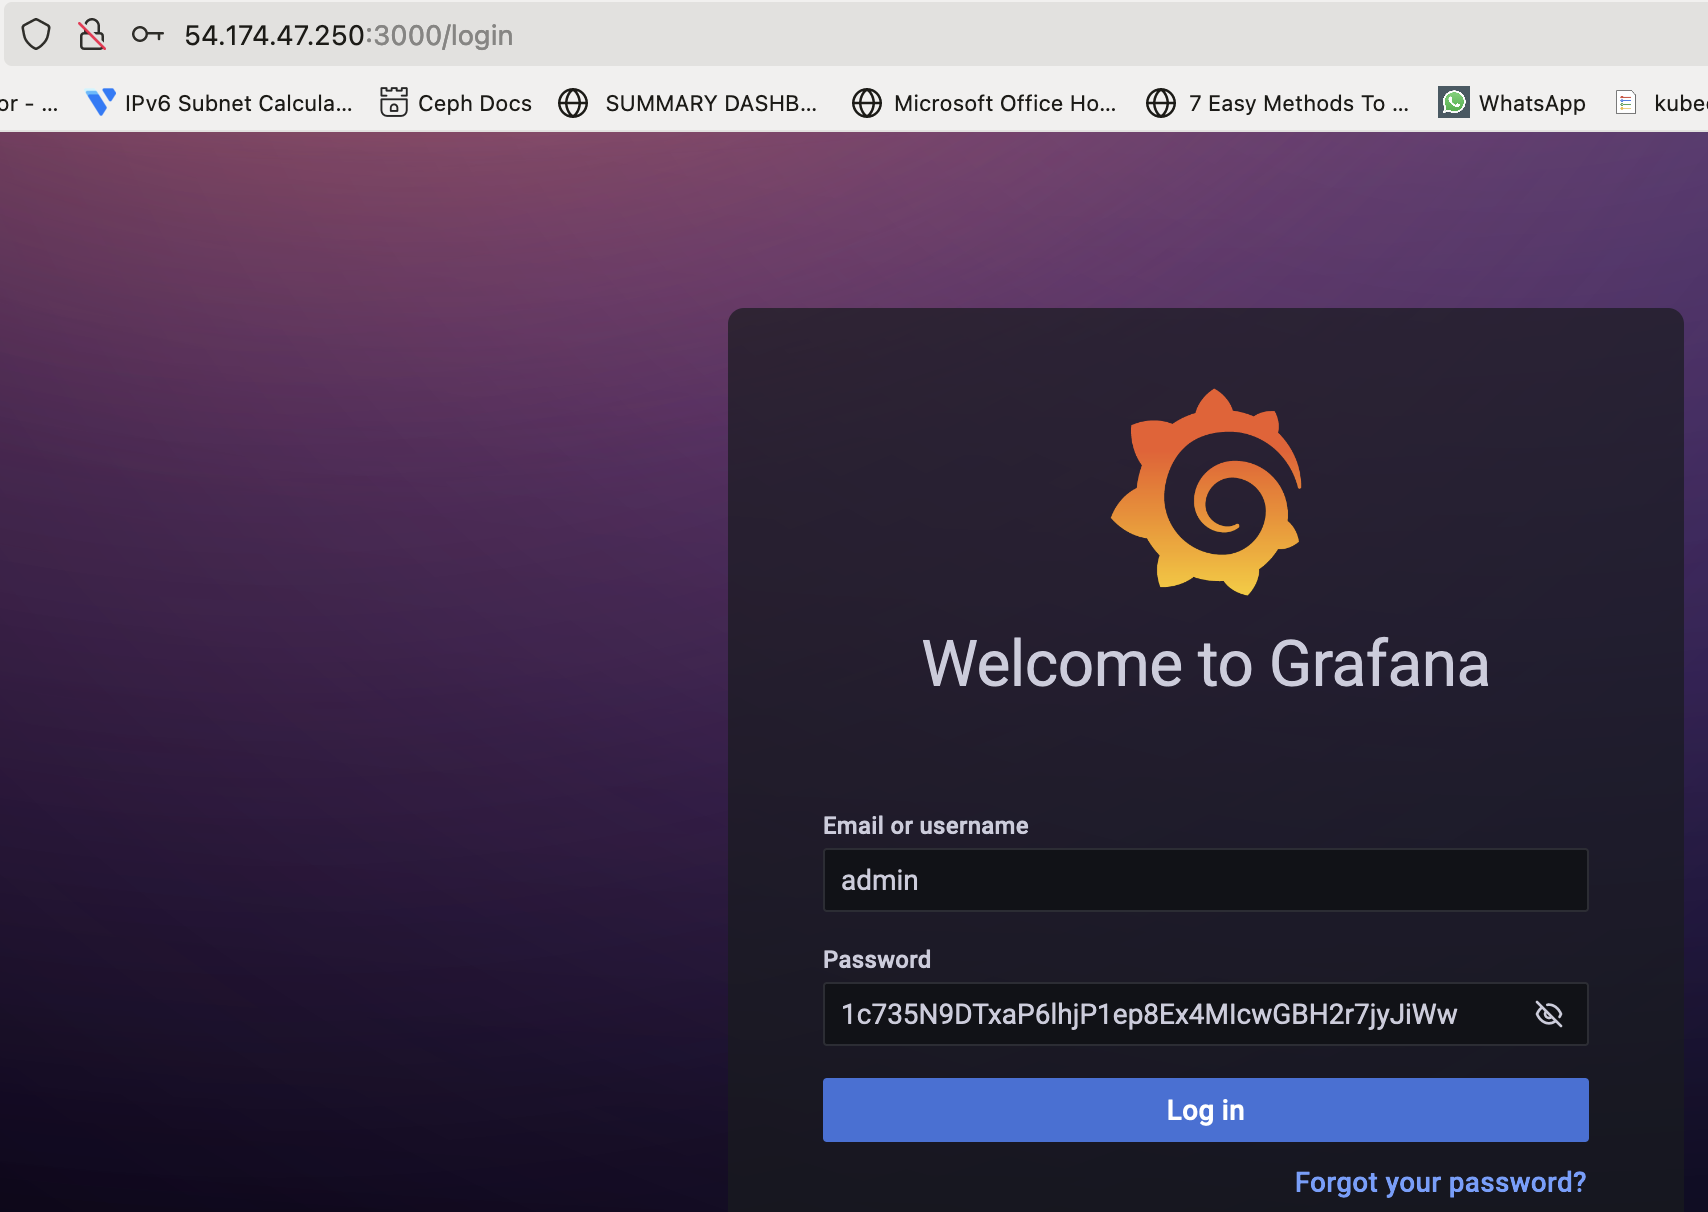 54.174.47.250:3000/login
or - ... IPv6 Subnet Calcula... Ceph Docs SUMMARY DASHB... Microsoft Office Ho... 7 Easy Methods To ... WhatsApp kubec
Welcome to Grafana
Email or username
admin
Password
1c735N9DTxaP6lhjP1ep8Ex4MIcwGBH2r7jyJiWw
Log in
Forgot your password?